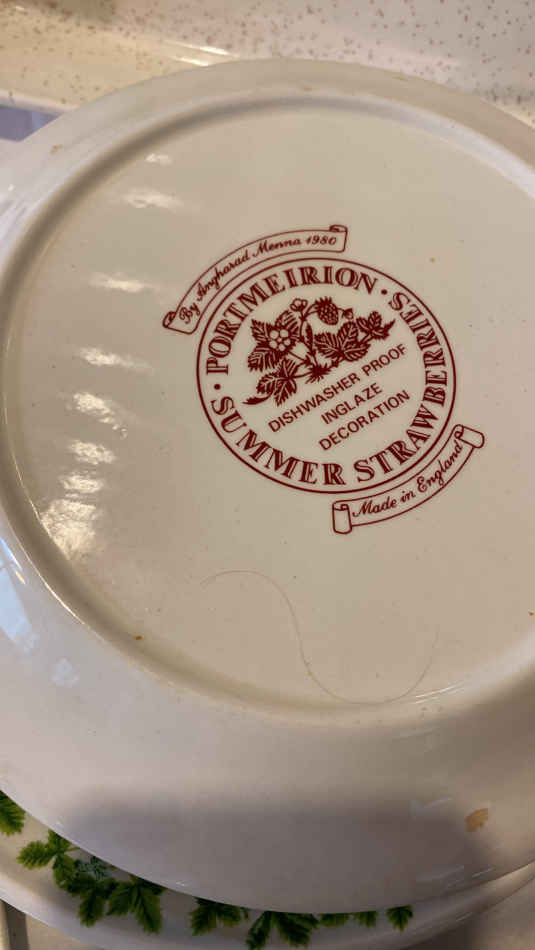 By Angharad Menna 1980
· PORTMEIRION ·
SUMMER STRAWBERRIES
DISHWASHER PROOF
INGLAZE
DECORATION
Made in England